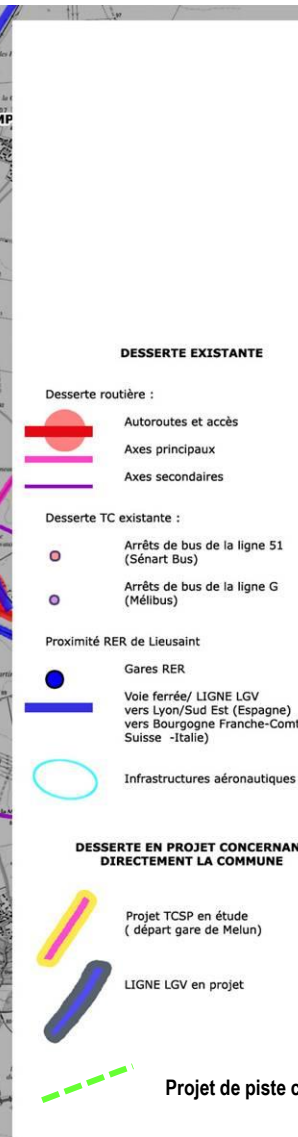 DESSERTE EXISTANTE
Desserte routière :
Autoroutes et accès
Axes principaux
Axes secondaires
Desserte TC existante :
Arrêts de bus de la ligne 51
(Sénart Bus)
Arrêts de bus de la ligne G
(Mélibus)
Proximité RER de Lieusaint
Gares RER
Voie ferrée/ LIGNE LGV
vers Lyon/Sud Est (Espagne)
vers Bourgogne Franche-Comt
Suisse -Italie)
Infrastructures aéronautiques
DESSERTE EN PROJET CONCERNAN
DIRECTEMENT LA COMMUNE
Projet TCSP en étude
( départ gare de Melun)
LIGNE LGV en projet
Projet de piste c